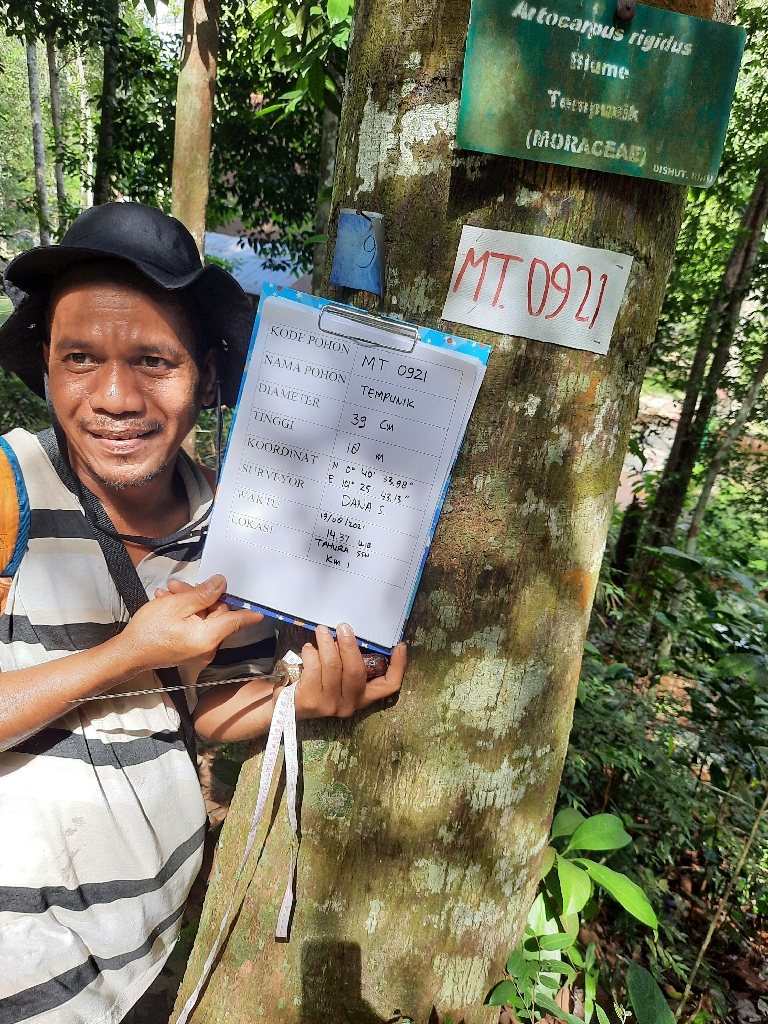 Artocarpus rigidus
Blume
Tempunik
(MORACEAE)
DISHUT. RIAU
9
MT. 0921
KODE POHON MT 0921
NAMA POHON TEMPUNIK
DIAMETER 39 cm
TINGGI 10 m
KOORDINAT N 0° 40' 33.98"
E 101° 25' 43.13"
SURVEYOR DANA S
WAKTU 19/06/2021
14.37 WIB
LOKASI TAHURA SSH
KM 1